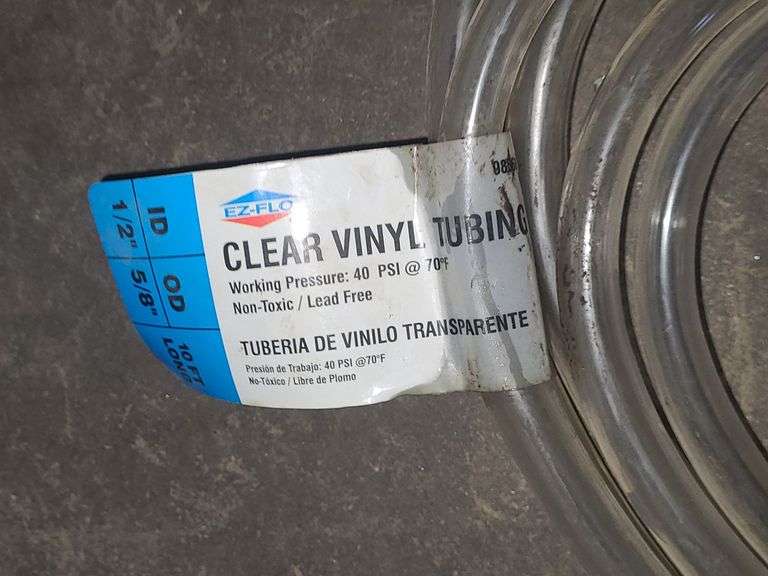 ID OD 10 FT
1/2" 5/8" LONG
EZ-FLO
CLEAR VINYL TUBING
Working Pressure: 40 PSI @ 70°F
Non-Toxic / Lead Free
TUBERIA DE VINILO TRANSPARENTE
Presión de Trabajo: 40 PSI @70°F
No-Tóxico / Libre de Plomo